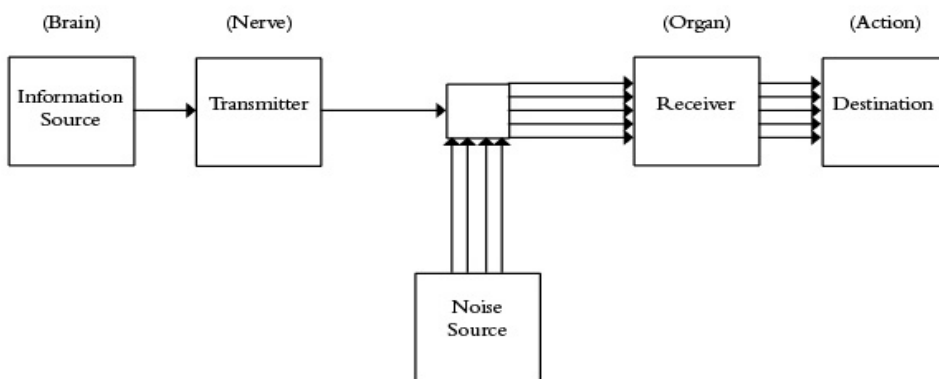 (Brain)
(Nerve)
(Organ)
(Action)
Information
Source
Transmitter
Receiver
Destination
Noise
Source